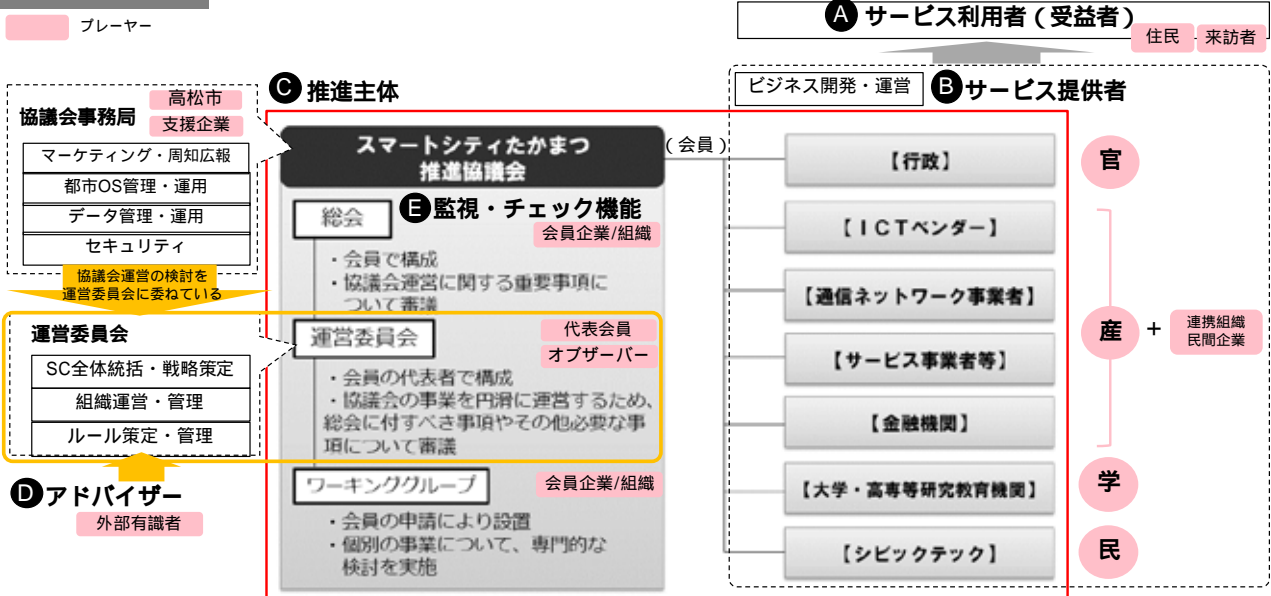 プレーヤー
A サービス利用者(受益者)
住民
来訪者
協議会事務局
高松市
支援企業
マーケティング・周知広報
都市OS管理・運用
データ管理・運用
セキュリティ
協議会運営の検討を
運営委員会に委ねている
運営委員会
SC全体統括・戦略策定
組織運営・管理
ルール策定・管理
D アドバイザー
外部有識者
C 推進主体
スマートシティたかまつ
推進協議会
(会員)
総会
E 監視・チェック機能
会員企業/組織
・会員で構成
・協議会運営に関する重要事項に
ついて審議
運営委員会
代表会員
オブザーバー
・会員の代表者で構成
・協議会の事業を円滑に運営するため、
総会に付すべき事項やその他必要な事
項について審議
ワーキンググループ
会員企業/組織
・会員の申請により設置
・個別の事業について、専門的な
検討を実施
ビジネス開発・運営
B サービス提供者
【行政】
官
【ICTベンダー】
【通信ネットワーク事業者】
【サービス事業者等】
【金融機関】
産
+
連携組織
民間企業
【大学・高専等研究教育機関】
学
【シビックテック】
民